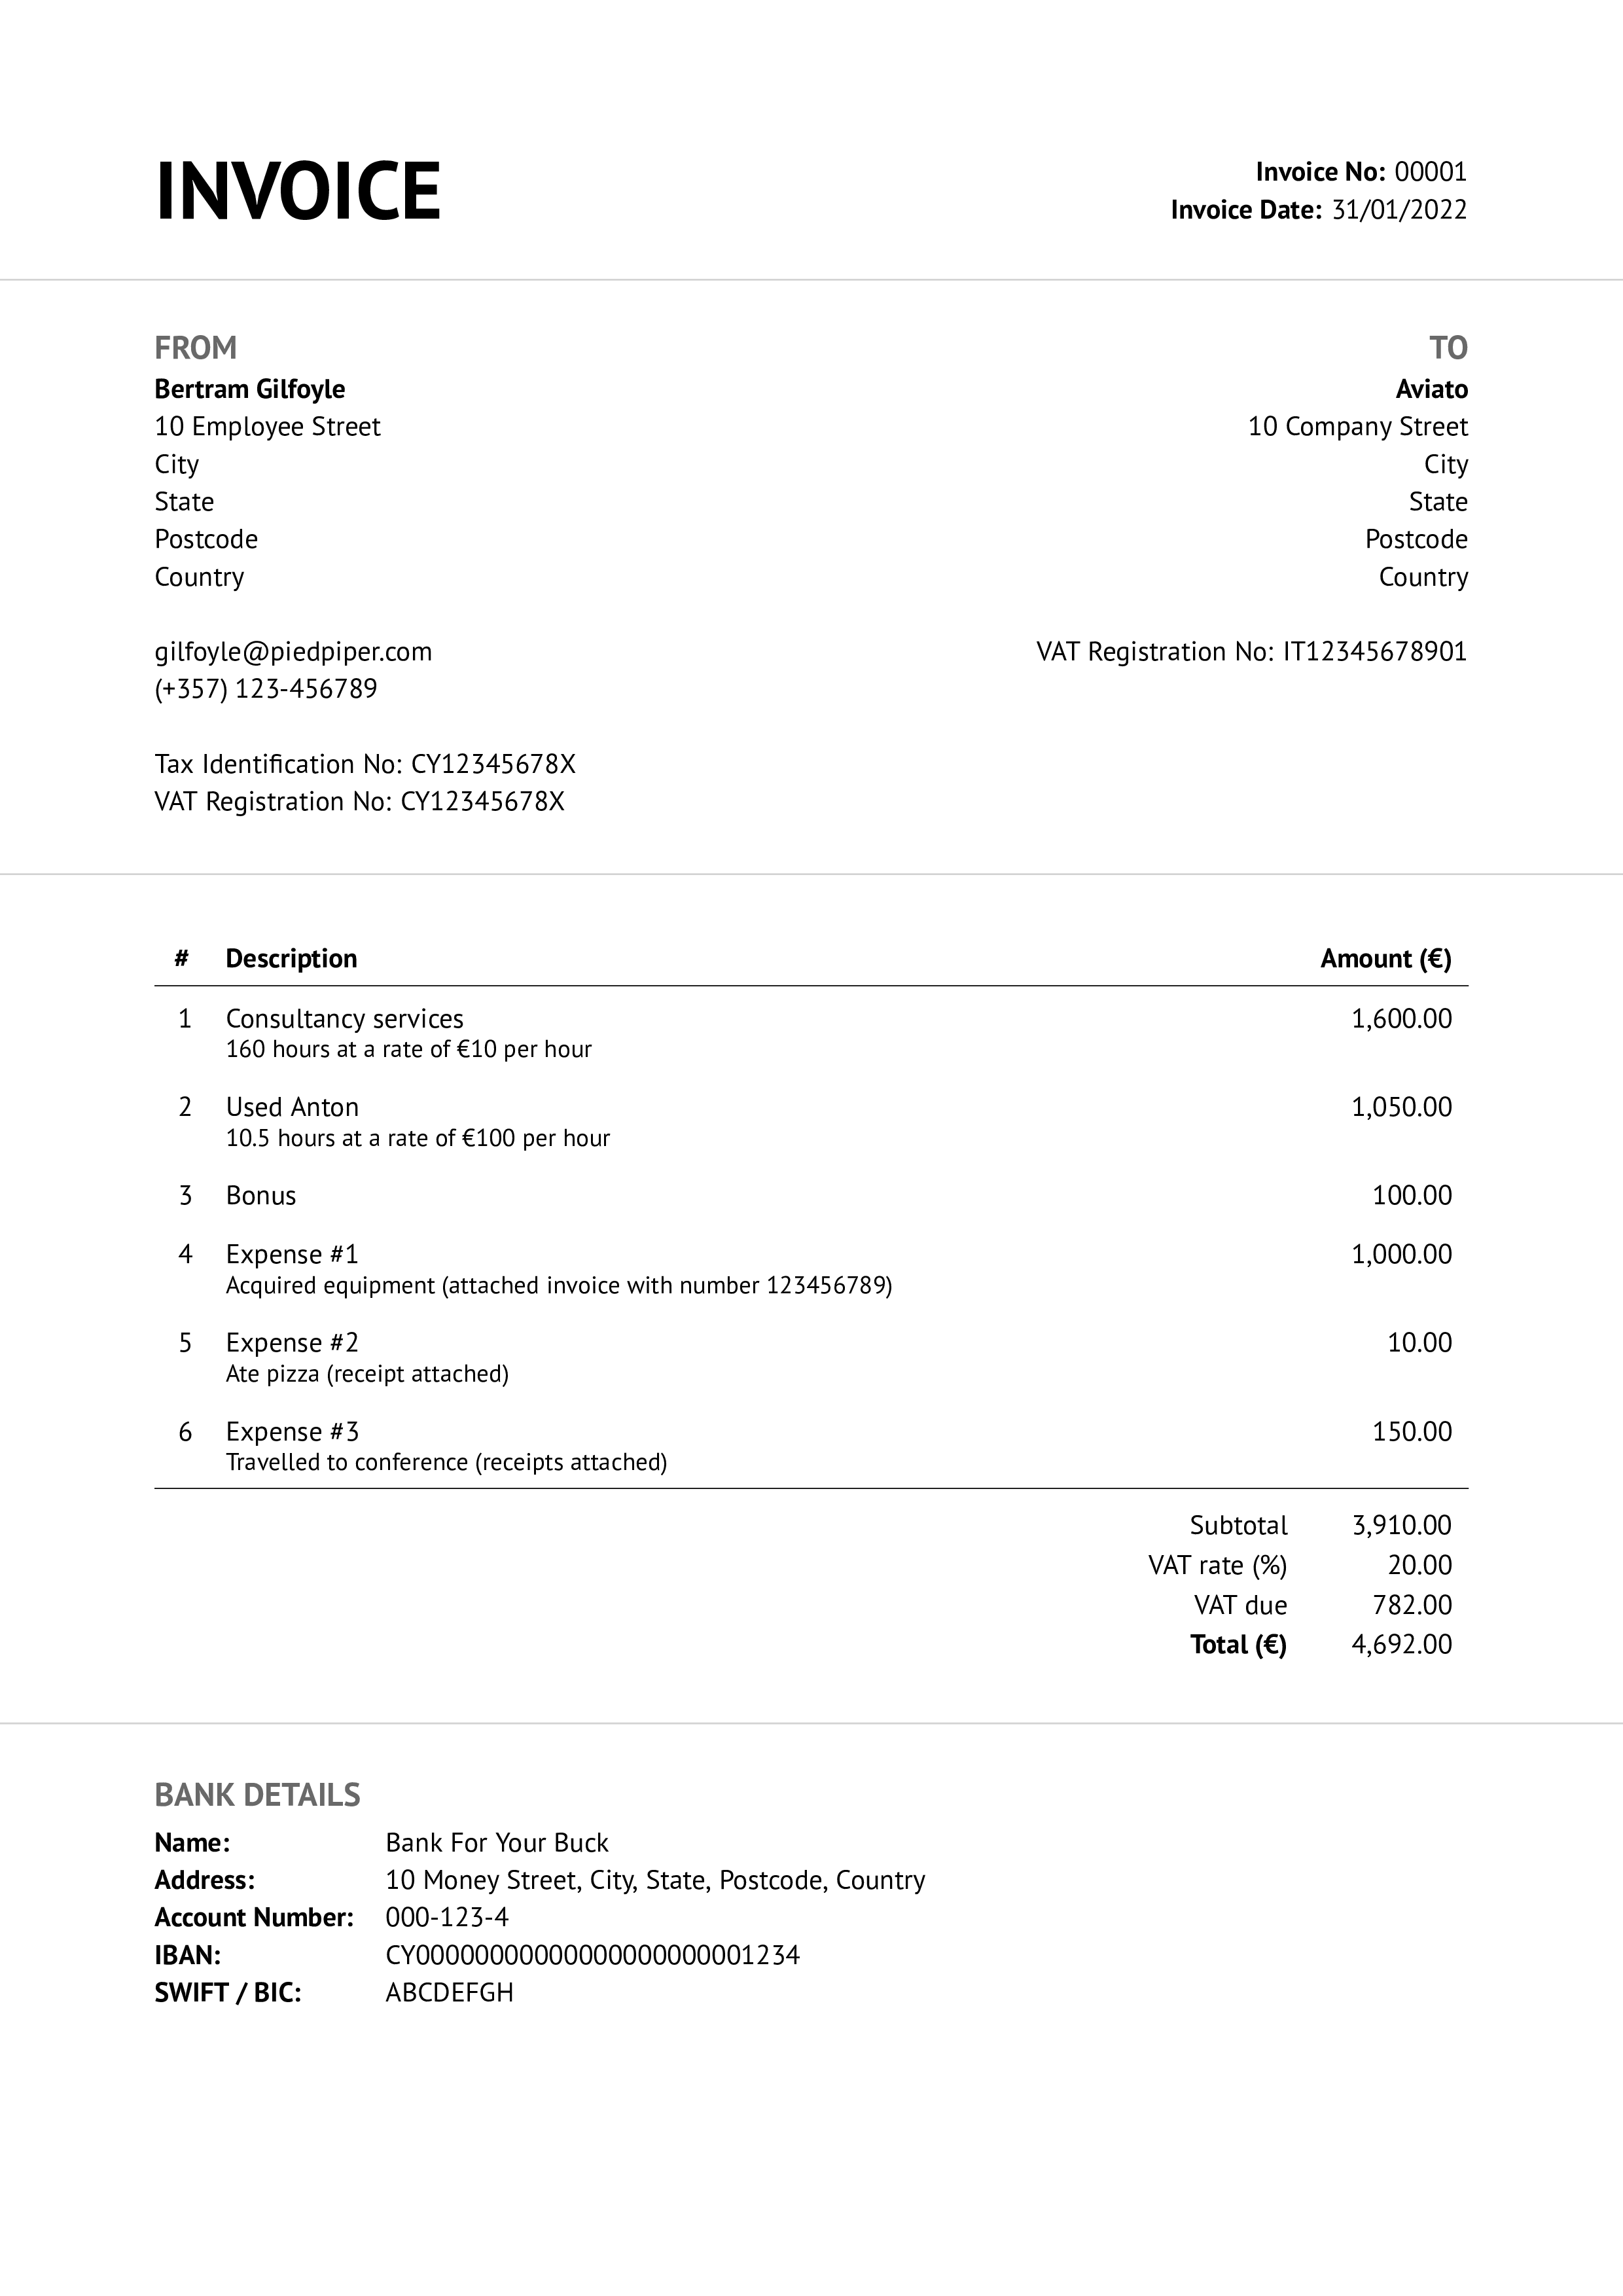 INVOICE
Invoice No: 00001
Invoice Date: 31/01/2022
FROM
Bertram Gilfoyle
10 Employee Street
City
State
Postcode
Country
gilfoyle@piedpiper.com
(+357) 123-456789
Tax Identification No: CY12345678X
VAT Registration No: CY12345678X
TO
Aviato
10 Company Street
City
State
Postcode
Country
VAT Registration No: IT12345678901
# Description Amount (€)
1 Consultancy services 1,600.00
160 hours at a rate of €10 per hour
2 Used Anton 1,050.00
10.5 hours at a rate of €100 per hour
3 Bonus 100.00
4 Expense #1 1,000.00
Acquired equipment (attached invoice with number 123456789)
5 Expense #2 10.00
Ate pizza (receipt attached)
6 Expense #3 150.00
Travelled to conference (receipts attached)
Subtotal 3,910.00
VAT rate (%) 20.00
VAT due 782.00
Total (€) 4,692.00
BANK DETAILS
Name: Bank For Your Buck
Address: 10 Money Street, City, State, Postcode, Country
Account Number: 000-123-4
IBAN: CY00000000000000000000001234
SWIFT / BIC: ABCDEFGH